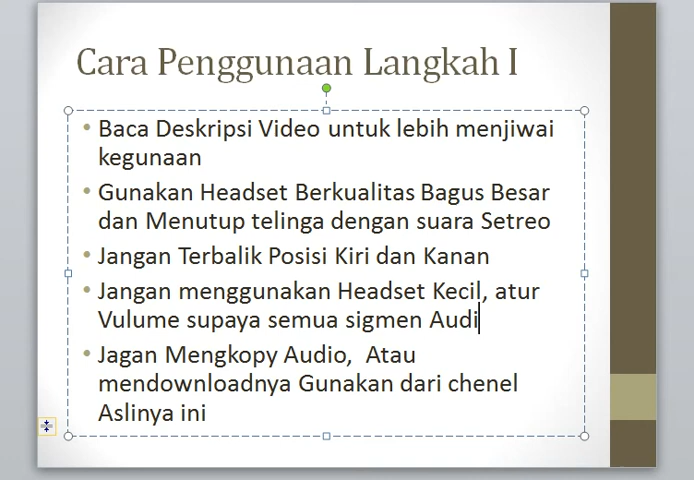 Cara Penggunaan Langkah I
• Baca Deskripsi Video untuk lebih menjiwai
kegunaan
• Gunakan Headset Berkualitas Bagus Besar
dan Menutup telinga dengan suara Setreo
• Jangan Terbalik Posisi Kiri dan Kanan
• Jangan menggunakan Headset Kecil, atur
Vulume supaya semua sigmen Audi
• Jagan Mengkopy Audio, Atau
mendownloadnya Gunakan dari chenel
Aslinya ini